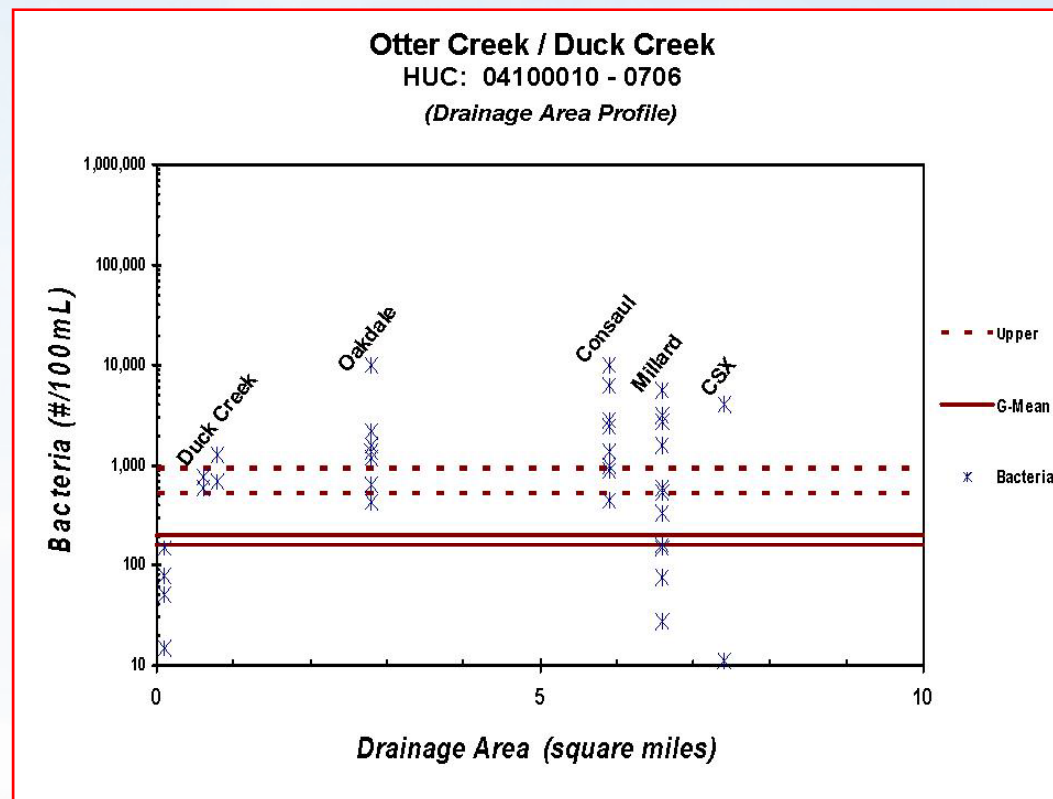 Otter Creek / Duck Creek
HUC: 04100010 - 0706
(Drainage Area Profile)
1,000,000
100,000
10,000
1,000
100
10
Bacteria (#/100mL)
Duck Creek
Oakdale
Consaul
Millard
CSX
Upper
G-Mean
Bacteria
0
5
10
Drainage Area (square miles)